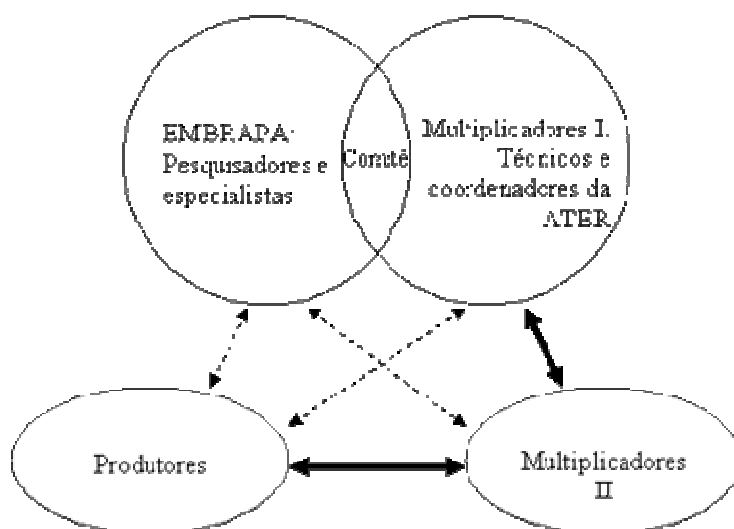 EMBRAPA:
Pesquisadores e
especialistas
Comitê
Multiplicadores I.
Técnicos e
coordenadores da
ATER
Produtores
Multiplicadores
II